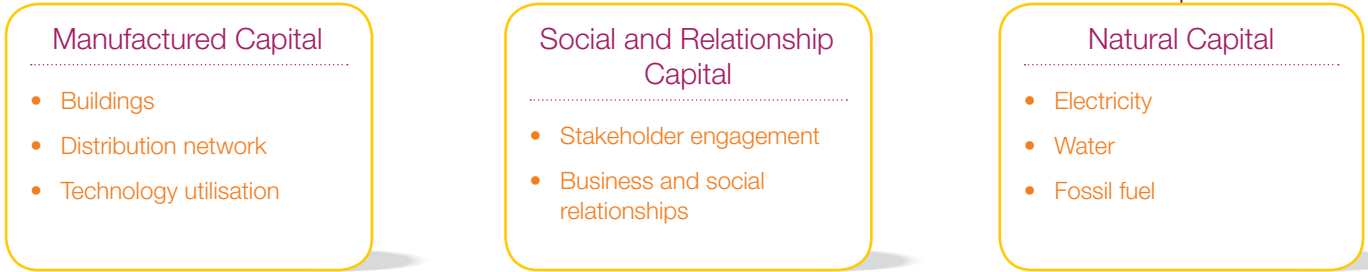 Manufactured Capital
• Buildings
• Distribution network
• Technology utilisation
Social and Relationship
Capital
• Stakeholder engagement
• Business and social
relationships
Natural Capital
• Electricity
• Water
• Fossil fuel